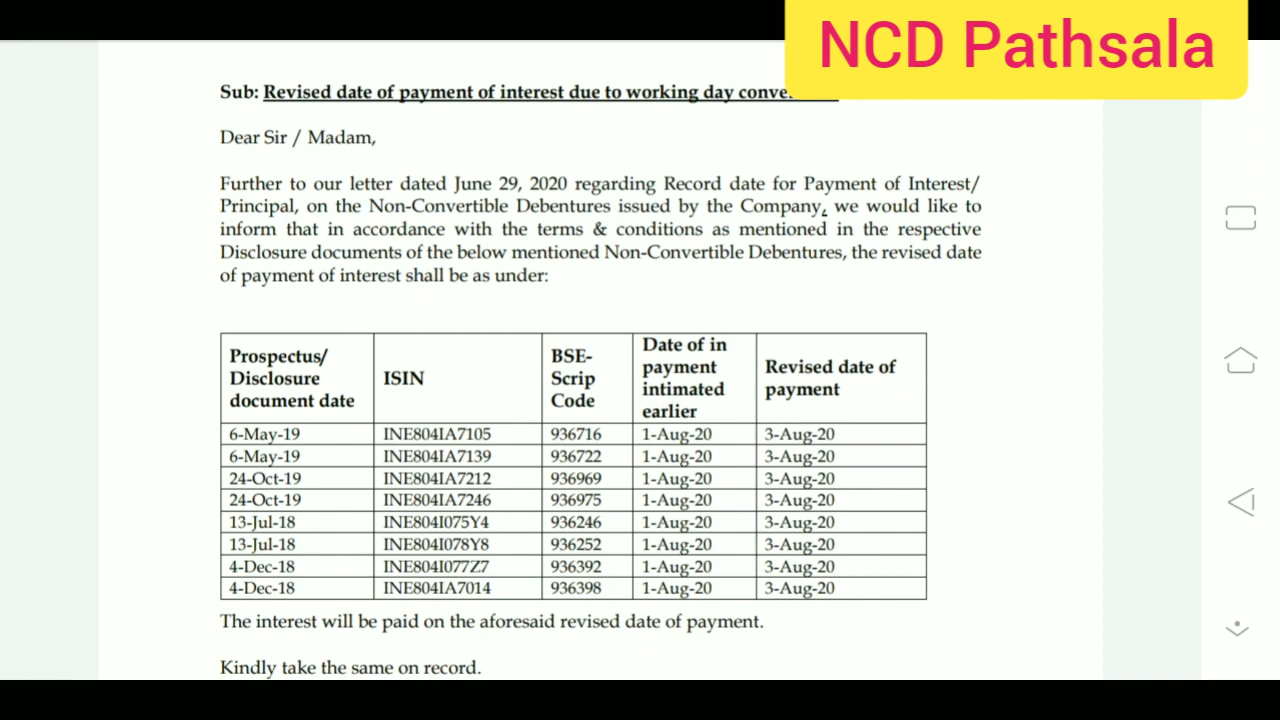 NCD Pathsala
Sub: Revised date of payment of interest due to working day
Dear Sir / Madam,
Further to our letter dated June 29, 2020 regarding Record date for Payment of Interest/
Principal, on the Non-Convertible Debentures issued by the Company, we would like to
inform that in accordance with the terms & conditions as mentioned in the respective
Disclosure documents of the below mentioned Non-Convertible Debentures, the revised date
of payment of interest shall be as under:
Prospectus/ Disclosure document date ISIN BSE- Scrip Code Date of in payment intimated earlier Revised date of payment
6-May-19 INE804IA7105 936716 1-Aug-20 3-Aug-20
6-May-19 INE804IA7139 936722 1-Aug-20 3-Aug-20
24-Oct-19 INE804IA7212 936969 1-Aug-20 3-Aug-20
24-Oct-19 INE804IA7246 936975 1-Aug-20 3-Aug-20
13-Jul-18 INE804I075Y4 936246 1-Aug-20 3-Aug-20
13-Jul-18 INE804I078Y8 936252 1-Aug-20 3-Aug-20
4-Dec-18 INE804I077Z7 936392 1-Aug-20 3-Aug-20
4-Dec-18 INE804IA7014 936398 1-Aug-20 3-Aug-20
The interest will be paid on the aforesaid revised date of payment.
Kindly take the same on record.